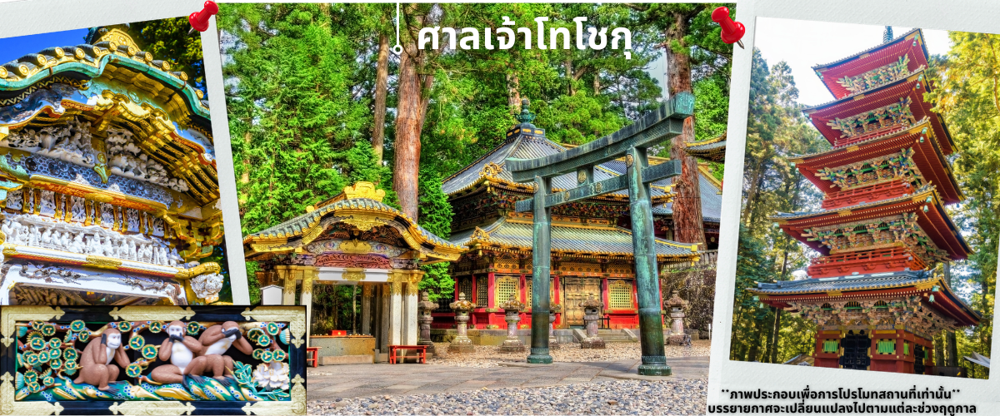 ศาลเจ้าโทโชกุ
**ภาพประกอบเพื่อการโปรโมทสถานที่เท่านั้น**
บรรยายกาศจะเปลี่ยนแปลงไปตามแต่ละช่วงฤดูกาล